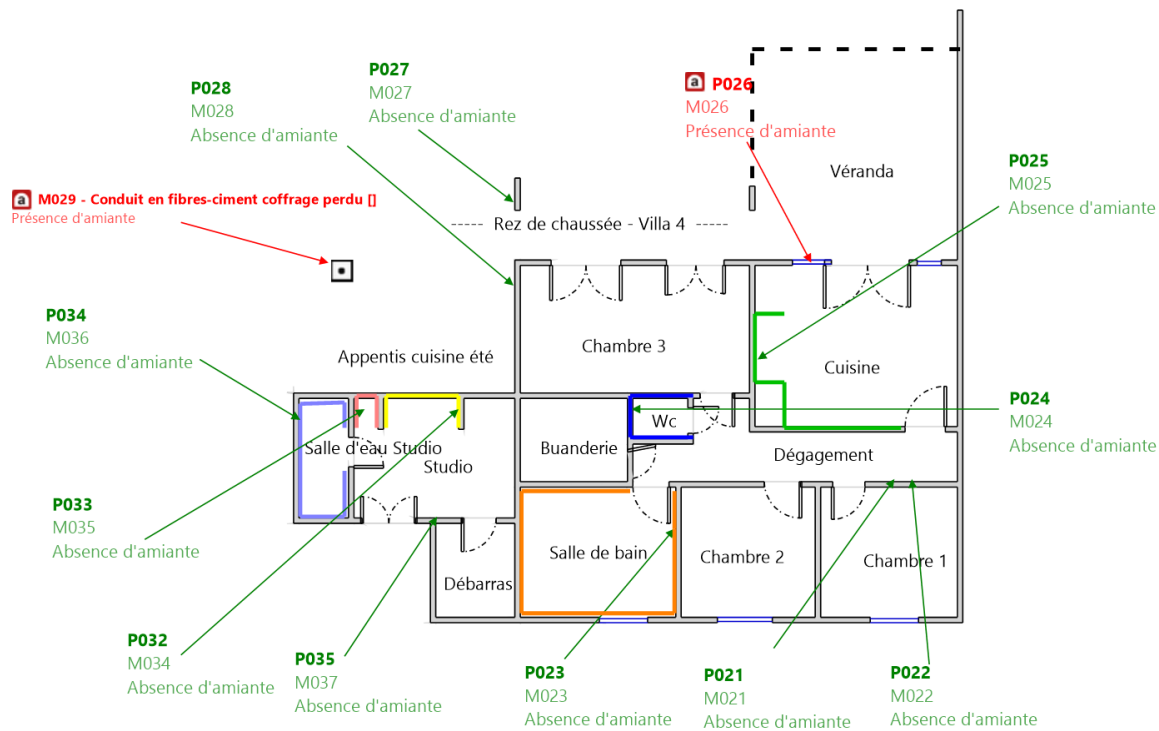 P027
M027
Absence d'amiante
P028
M028
Absence d'amiante
a P026
M026
Présence d'amiante
P025
M025
Absence d'amiante
Véranda
a M029 - Conduit en fibres-ciment coffrage perdu []
Présence d'amiante
----- Rez de chaussée - Villa 4 -----
P034
M036
Absence d'amiante
Appentis cuisine été
Chambre 3
Cuisine
P024
M024
Absence d'amiante
Wc
Salle d'eau Studio
Studio
Buanderie
Dégagement
P033
M035
Absence d'amiante
Débarras
Salle de bain
Chambre 2
Chambre 1
P032
M034
Absence d'amiante
P035
M037
Absence d'amiante
P023
M023
Absence d'amiante
P021
M021
Absence d'amiante
P022
M022
Absence d'amiante